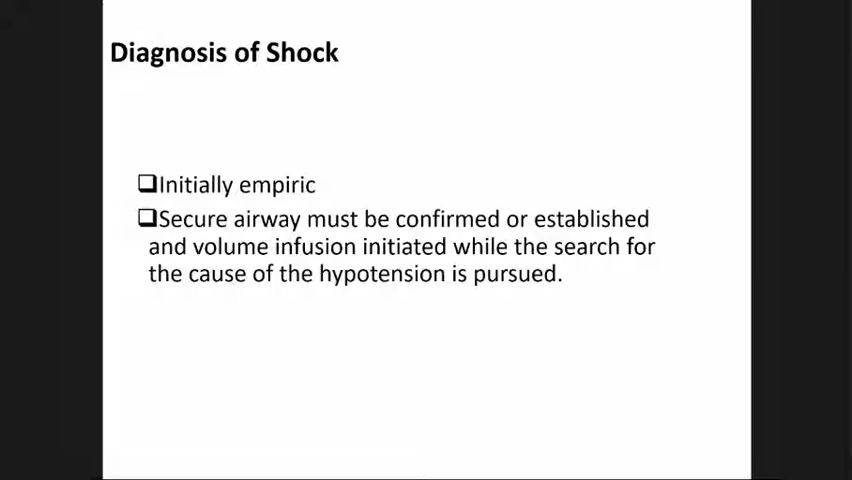 Diagnosis of Shock
❑Initially empiric
❑Secure airway must be confirmed or established
and volume infusion initiated while the search for
the cause of the hypotension is pursued.